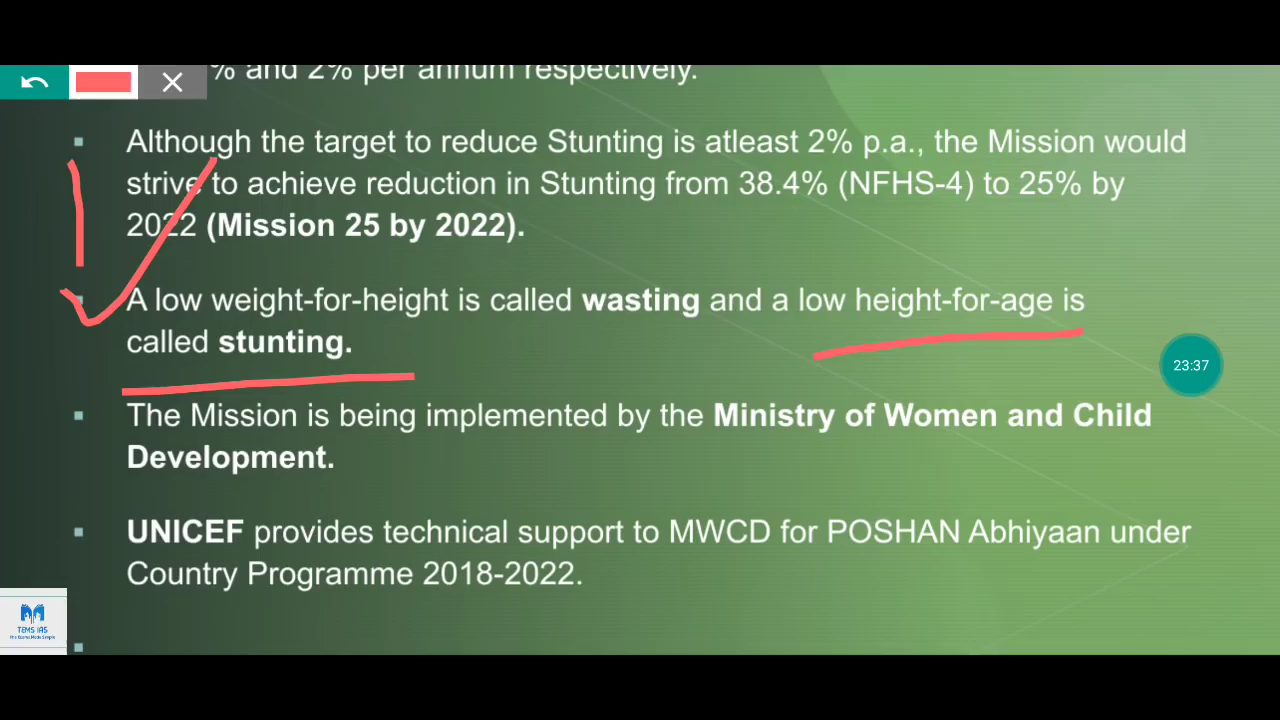 % and 2% per annum respectively.
Although the target to reduce Stunting is atleast 2% p.a., the Mission would
strive to achieve reduction in Stunting from 38.4% (NFHS-4) to 25% by
2022 (Mission 25 by 2022).
A low weight-for-height is called wasting and a low height-for-age is
called stunting.
The Mission is being implemented by the Ministry of Women and Child
Development.
UNICEF provides technical support to MWCD for POSHAN Abhiyaan under
Country Programme 2018-2022.
23:37
TEMS IAS